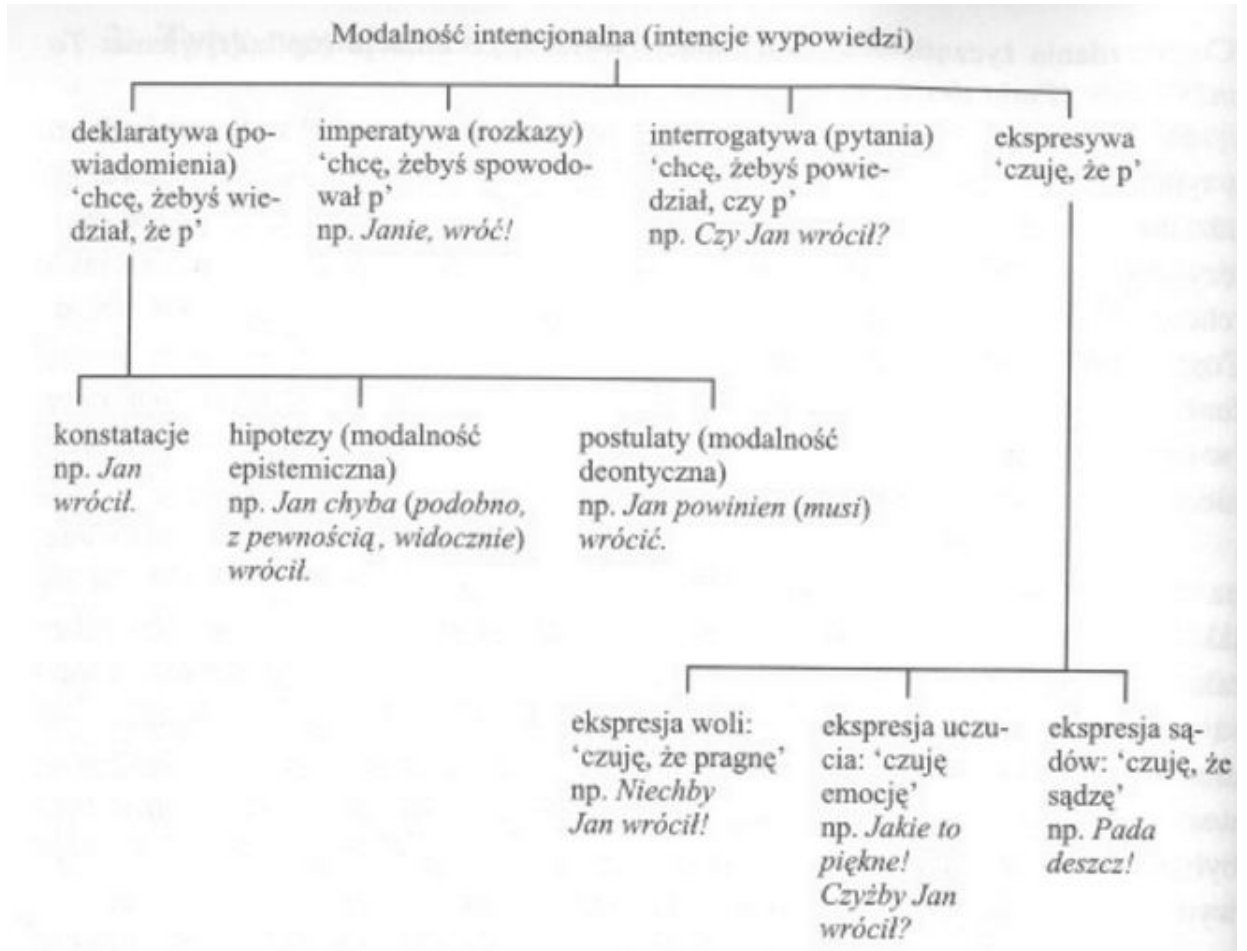 Modalność intencjonalna (intencje wypowiedzi)
deklaratywa (po-
wiadomienia)
‘chcę, żebyś wie-
dział, że p’
imperatywa (rozkazy)
‘chcę, żebyś spowodo-
wał p’
np. Janie, wróć!
interrogatywa (pytania)
‘chcę, żebyś powie-
dział, czy p’
np. Czy Jan wrócił?
ekspresywa
‘czuję, że p’
konstatacje
np. Jan
wrócił.
hipotezy (modalność
epistemiczna)
np. Jan chyba (podobno,
z pewnością, widocznie)
wrócił.
postulaty (modalność
deontyczna)
np. Jan powinien (musi)
wrócić.
ekspresja woli:
‘czuję, że pragnę’
np. Niechby
Jan wrócił!
ekspresja uczu-
cia: ‘czuję
emocję’
np. Jakie to
piękne!
Czyżby Jan
wrócił?
ekspresja są-
dów: ‘czuję, że
sądzę’
np. Pada
deszcz!